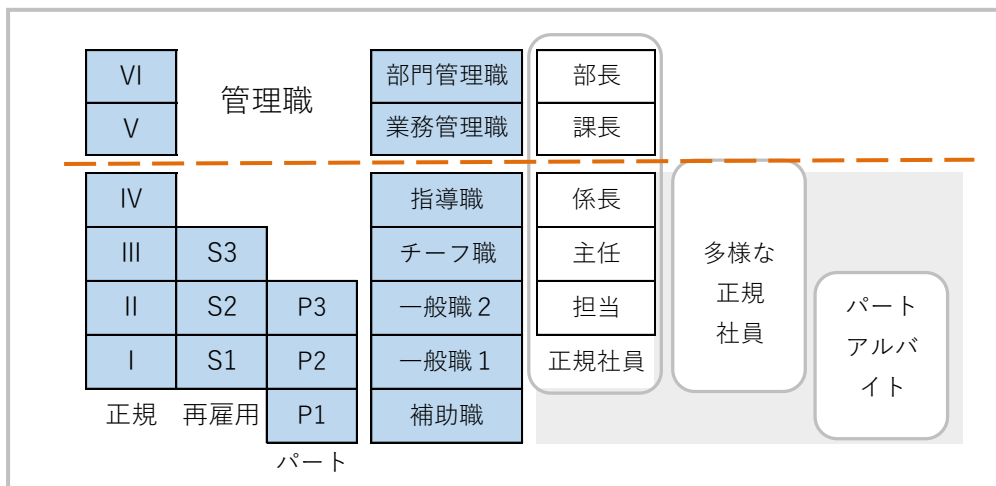 VI
管理職
部門管理職
部長
V
業務管理職
課長
IV
指導職
係長
III
S3
チーフ職
主任
II
S2
P3
一般職２
担当
I
S1
P2
一般職１
正規社員
正規
再雇用
P1
補助職
パート
多様な
正規
社員
パート
アルバ
イト